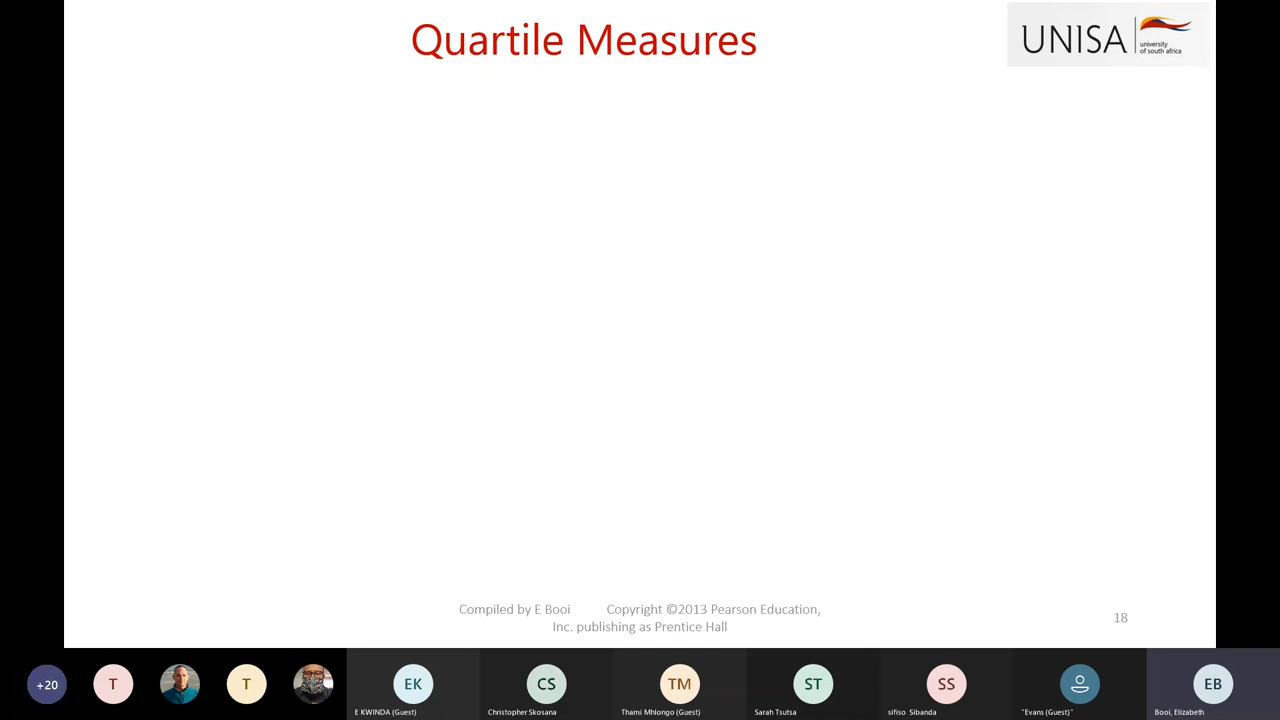 Quartile Measures
UNISA
university
of south africa
Compiled by E Booi Copyright ©2013 Pearson Education,
Inc. publishing as Prentice Hall
18
+20
T
T
EK
CS
TM
ST
SS
EB
E KWINDA (Guest)
Christopher Skosana
Thami Mhlongo (Guest)
Sarah Tsutsa
sifiso Sibanda
"Evans (Guest)"
Booi, Elizabeth